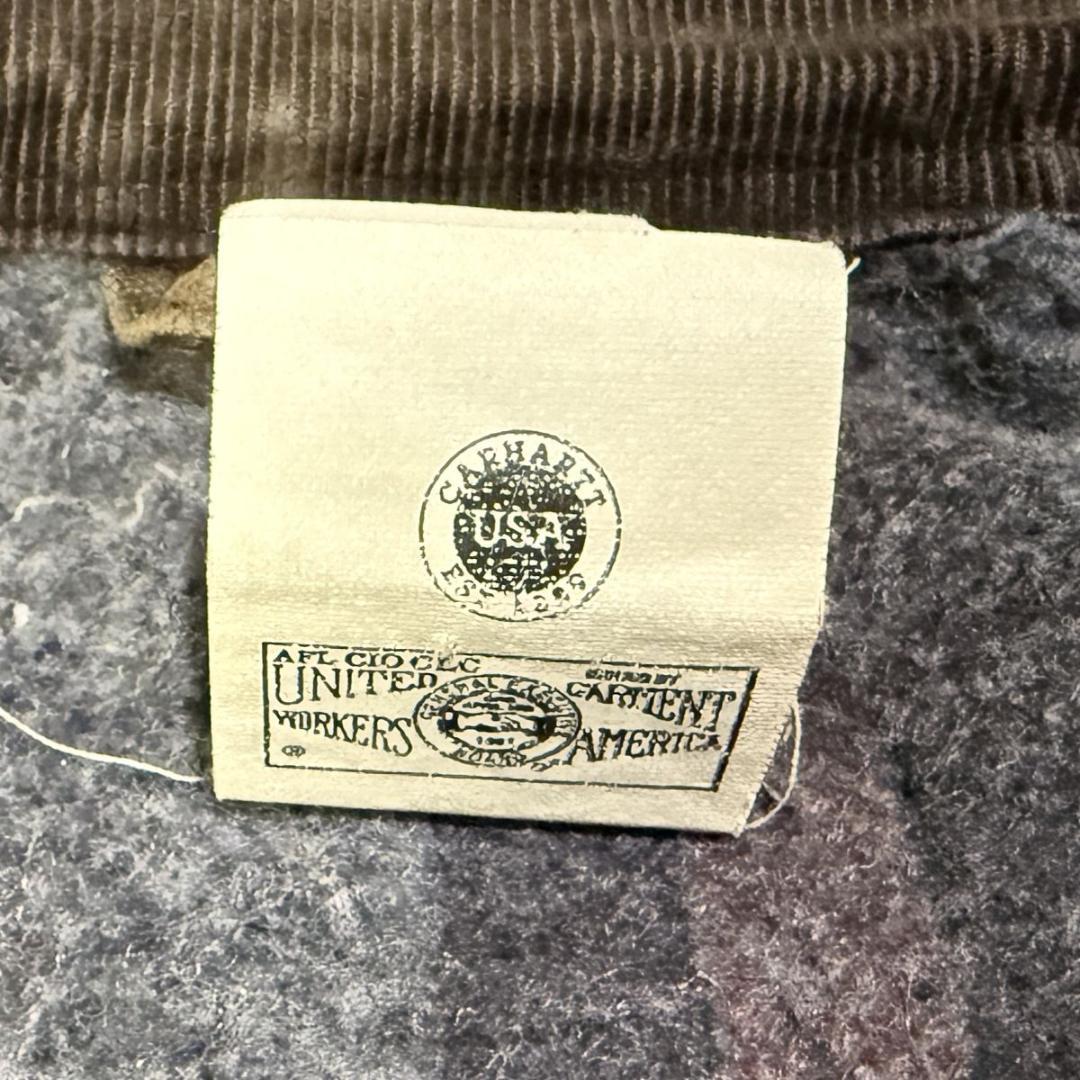 CARHARTT
USA
AFL CIO CLC
UNITED
GARMENT
WORKERS
AMERICA
®